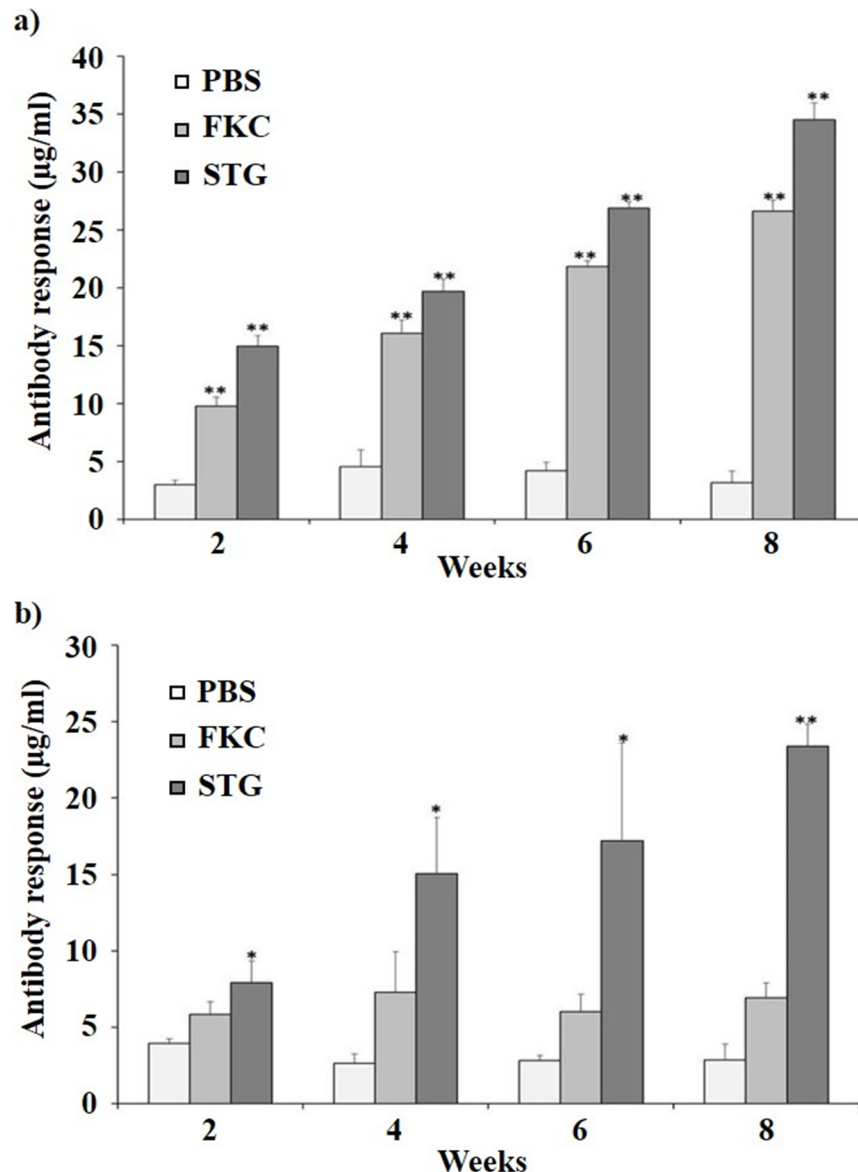 a)
Antibody response (µg/ml)
40
35
30
25
20
15
10
5
0
PBS
FKC
STG
** **
** **
** **
** **
2 4 6 8
Weeks
b)
Antibody response (µg/ml)
30
25
20
15
10
5
0
PBS
FKC
STG
*
*
*
**
2 4 6 8
Weeks